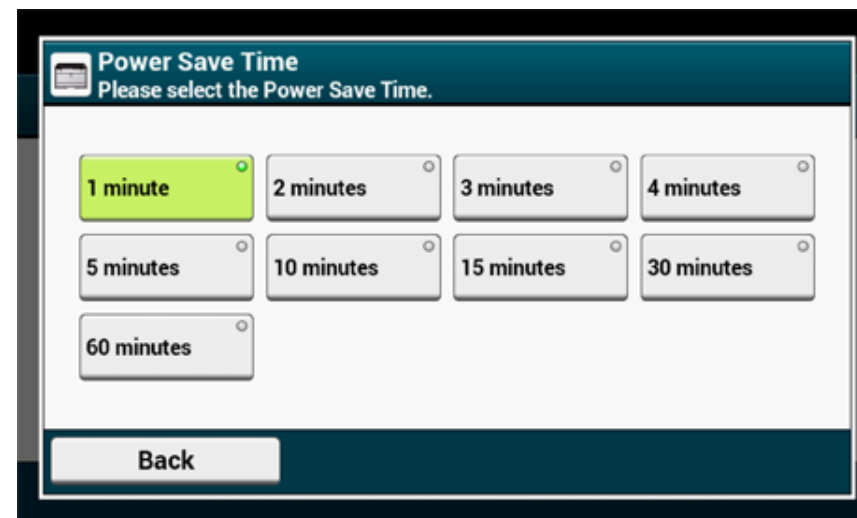 Power Save Time
Please select the Power Save Time.
1 minute
2 minutes
3 minutes
4 minutes
5 minutes
10 minutes
15 minutes
30 minutes
60 minutes
Back